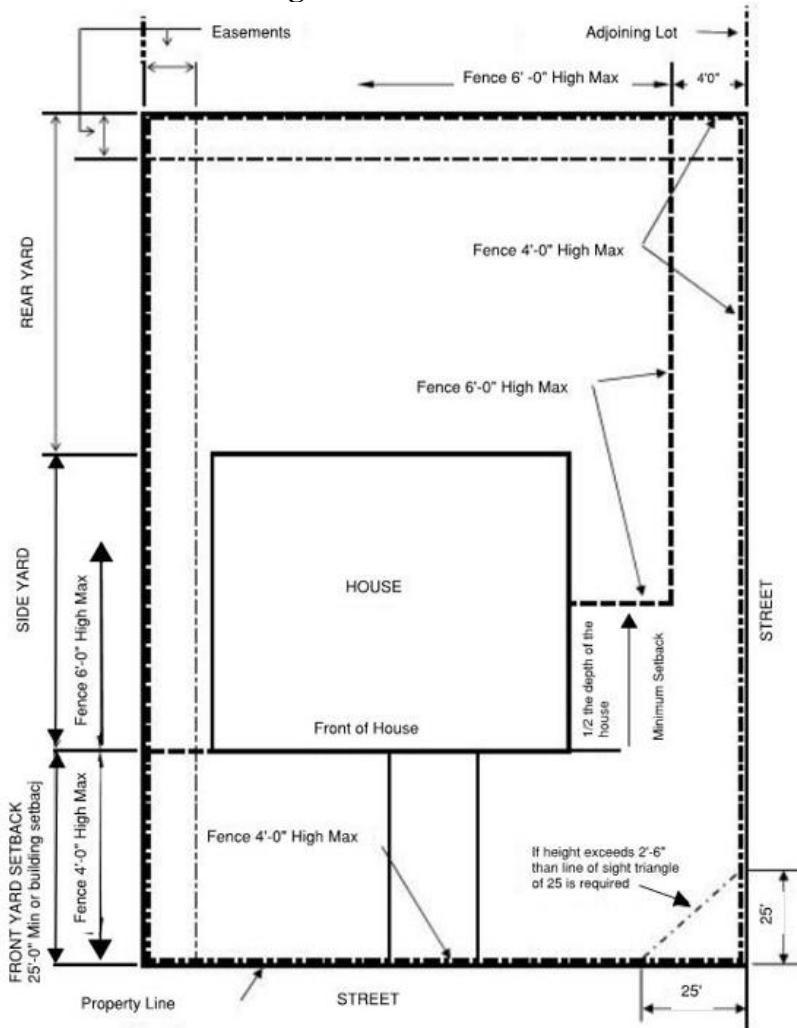 Easements
Adjoining Lot
Fence 6' -0" High Max
4'0"
Fence 4'-0" High Max
Fence 6'-0" High Max
REAR YARD
SIDE YARD
Fence 6'-0" High Max
HOUSE
Front of House
1/2 the depth of the
house
Minimum Setback
STREET
FRONT YARD SETBACK
25'-0" Min or building setbacj
Fence 4'-0" High Max
Fence 4'-0" High Max
If height exceeds 2'-6"
than line of sight triangle
of 25 is required
25'
25'
Property Line
STREET